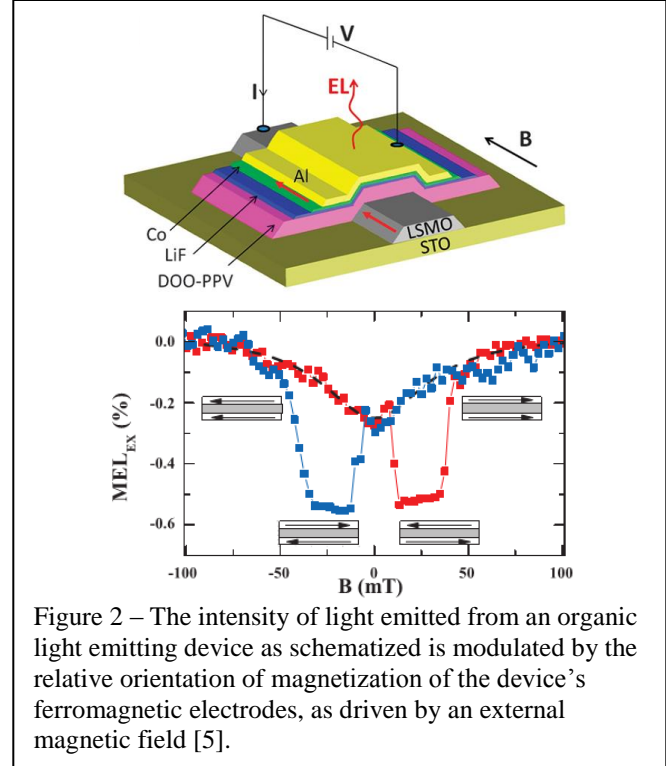 V
I
EL
B
Al
Co
LiF
DOO-PPV
LSMO
STO
0.0
-0.2
-0.4
-0.6
MEL_EX (%)
-100 -50 0 50 100
B (mT)
Figure 2 – The intensity of light emitted from an organic
light emitting device as schematized is modulated by the
relative orientation of magnetization of the device’s
ferromagnetic electrodes, as driven by an external
magnetic field [5].